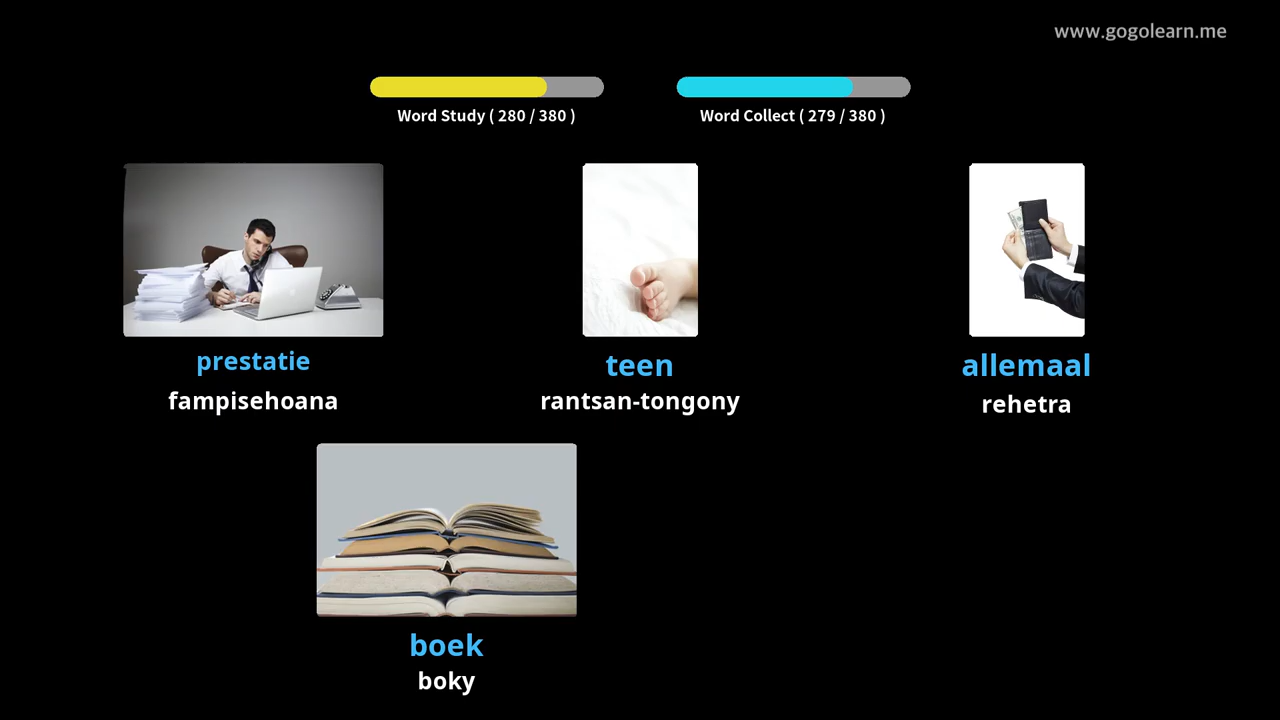 www.gogolearn.me
Word Study ( 280 / 380 )
Word Collect ( 279 / 380 )
prestatie
fampisehoana
teen
rantsan-tongony
allemaal
rehetra
boek
boky